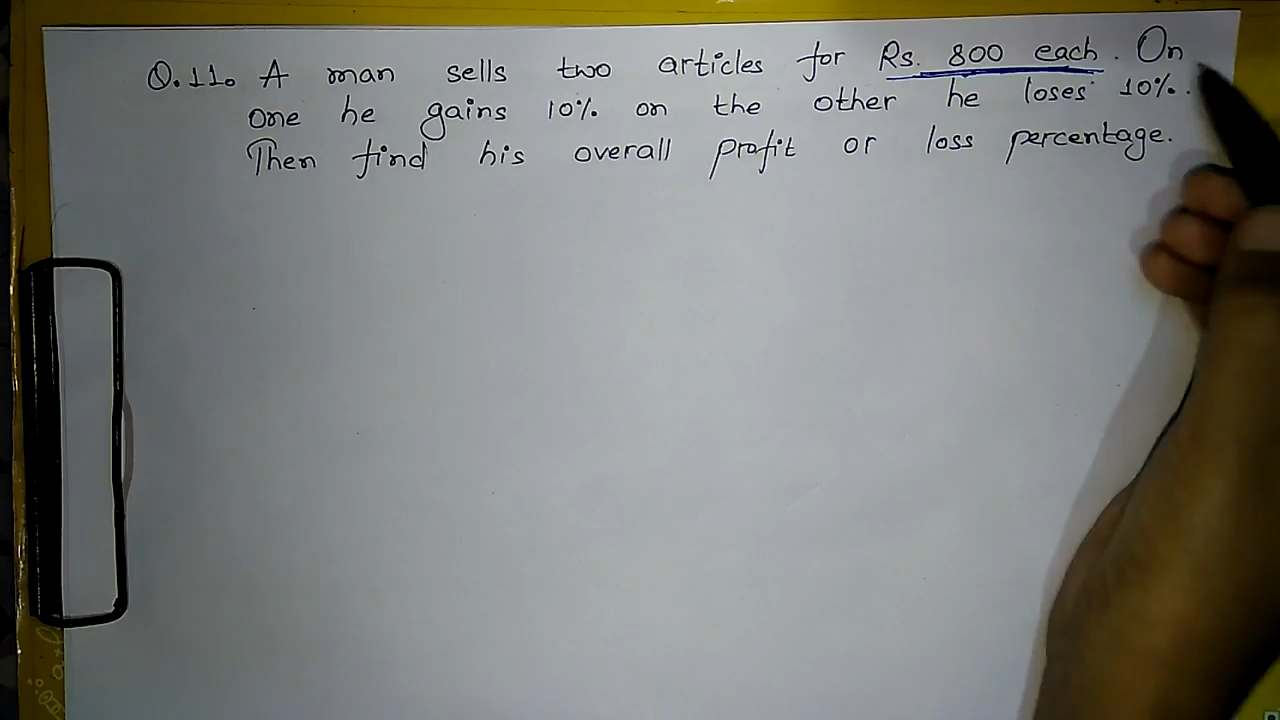 Q.11. A man sells two articles for Rs. 800 each. On
one he gains 10% on the other he loses 10%.
Then find his overall profit or loss percentage.